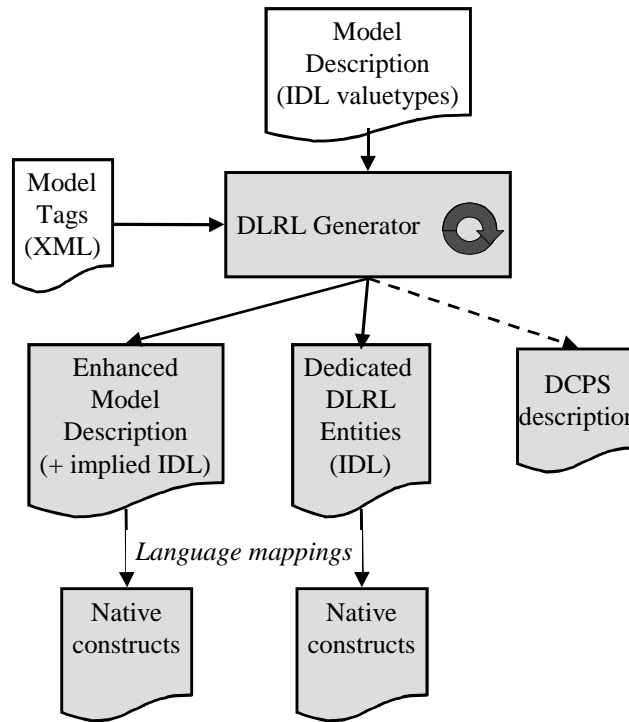 Model
Description
(IDL valuetypes)
Model
Tags
(XML)
DLRL Generator
Enhanced
Model
Description
(+ implied IDL)
Dedicated
DLRL
Entities
(IDL)
DCPS
description
Language mappings
Native
constructs
Native
constructs